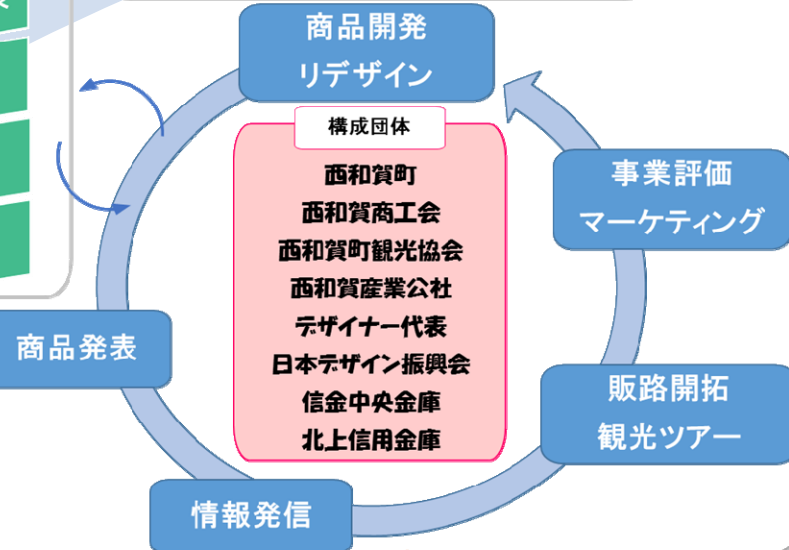 商品開発
リデザイン
構成団体
西和賀町
西和賀商工会
西和賀町観光協会
西和賀産業公社
デザイナー代表
日本デザイン振興会
信金中央金庫
北上信用金庫
事業評価
マーケティング
販路開拓
観光ツアー
情報発信
商品発表